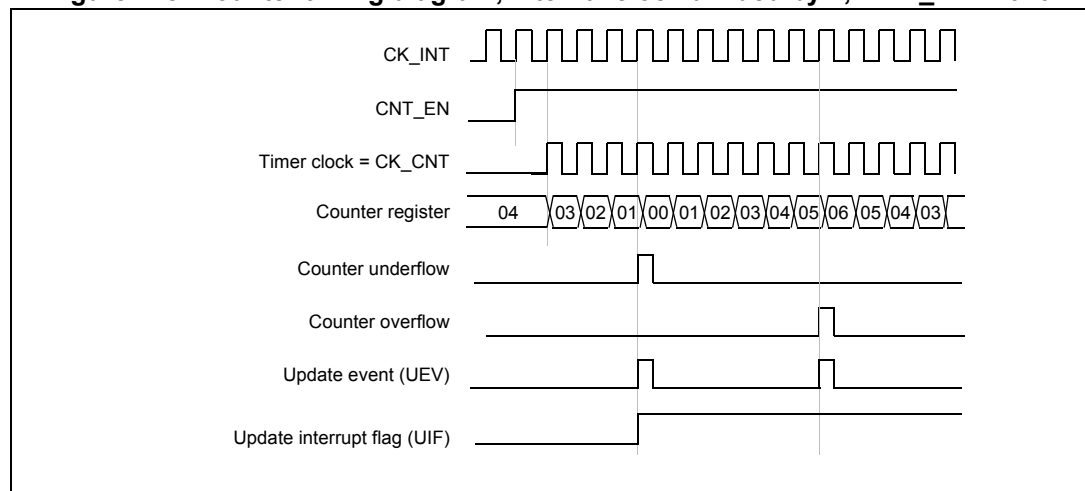 CK_INT
CNT_EN
Timer clock = CK_CNT
Counter register 04 03 02 01 00 01 02 03 04 05 06 05 04 03
Counter underflow
Counter overflow
Update event (UEV)
Update interrupt flag (UIF)